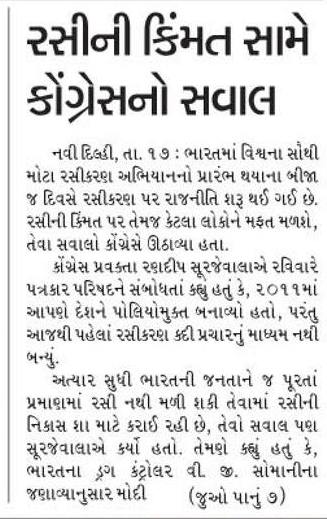 રસીની કિંમત સામે
કોંગ્રેસનો સવાલ
નવી દિલ્હી, તા. ૧૭ : ભારતમાં વિશ્વના સૌથી
મોટા રસીકરણ અભિયાનનો પ્રારંભ થયાના બીજા
જ દિવસે રસીકરણ પર રાજનીતિ શરૂ થઈ ગઈ છે.
રસીની કિંમત પર તેમજ કેટલા લોકોને મફત મળશે,
તેવા સવાલો કોંગ્રેસે ઊઠાવ્યા હતા.
કોંગ્રેસ પ્રવક્તા રણદીપ સૂરજેવાલાએ રવિવારે
પત્રકાર પરિષદને સંબોધતાં કહ્યું હતું કે, ૨૦૧૧માં
આપણે દેશને પોલિયોમુક્ત બનાવ્યો હતો, પરંતુ
આજથી પહેલાં રસીકરણ કદી પ્રચારનું માધ્યમ નથી
બન્યું.
અત્યાર સુધી ભારતની જનતાને જ પૂરતાં
પ્રમાણમાં રસી નથી મળી શકી તેવામાં રસીની
નિકાસ શા માટે કરાઈ રહી છે, તેવો સવાલ પણ
સૂરજેવાલાએ કર્યો હતો. તેમણે કહ્યું હતું કે,
ભારતના ડ્રગ કંટ્રોલર વી. જી. સોમાનીના
જણાવ્યાનુસાર મોદી (જુઓ પાનું ૭)